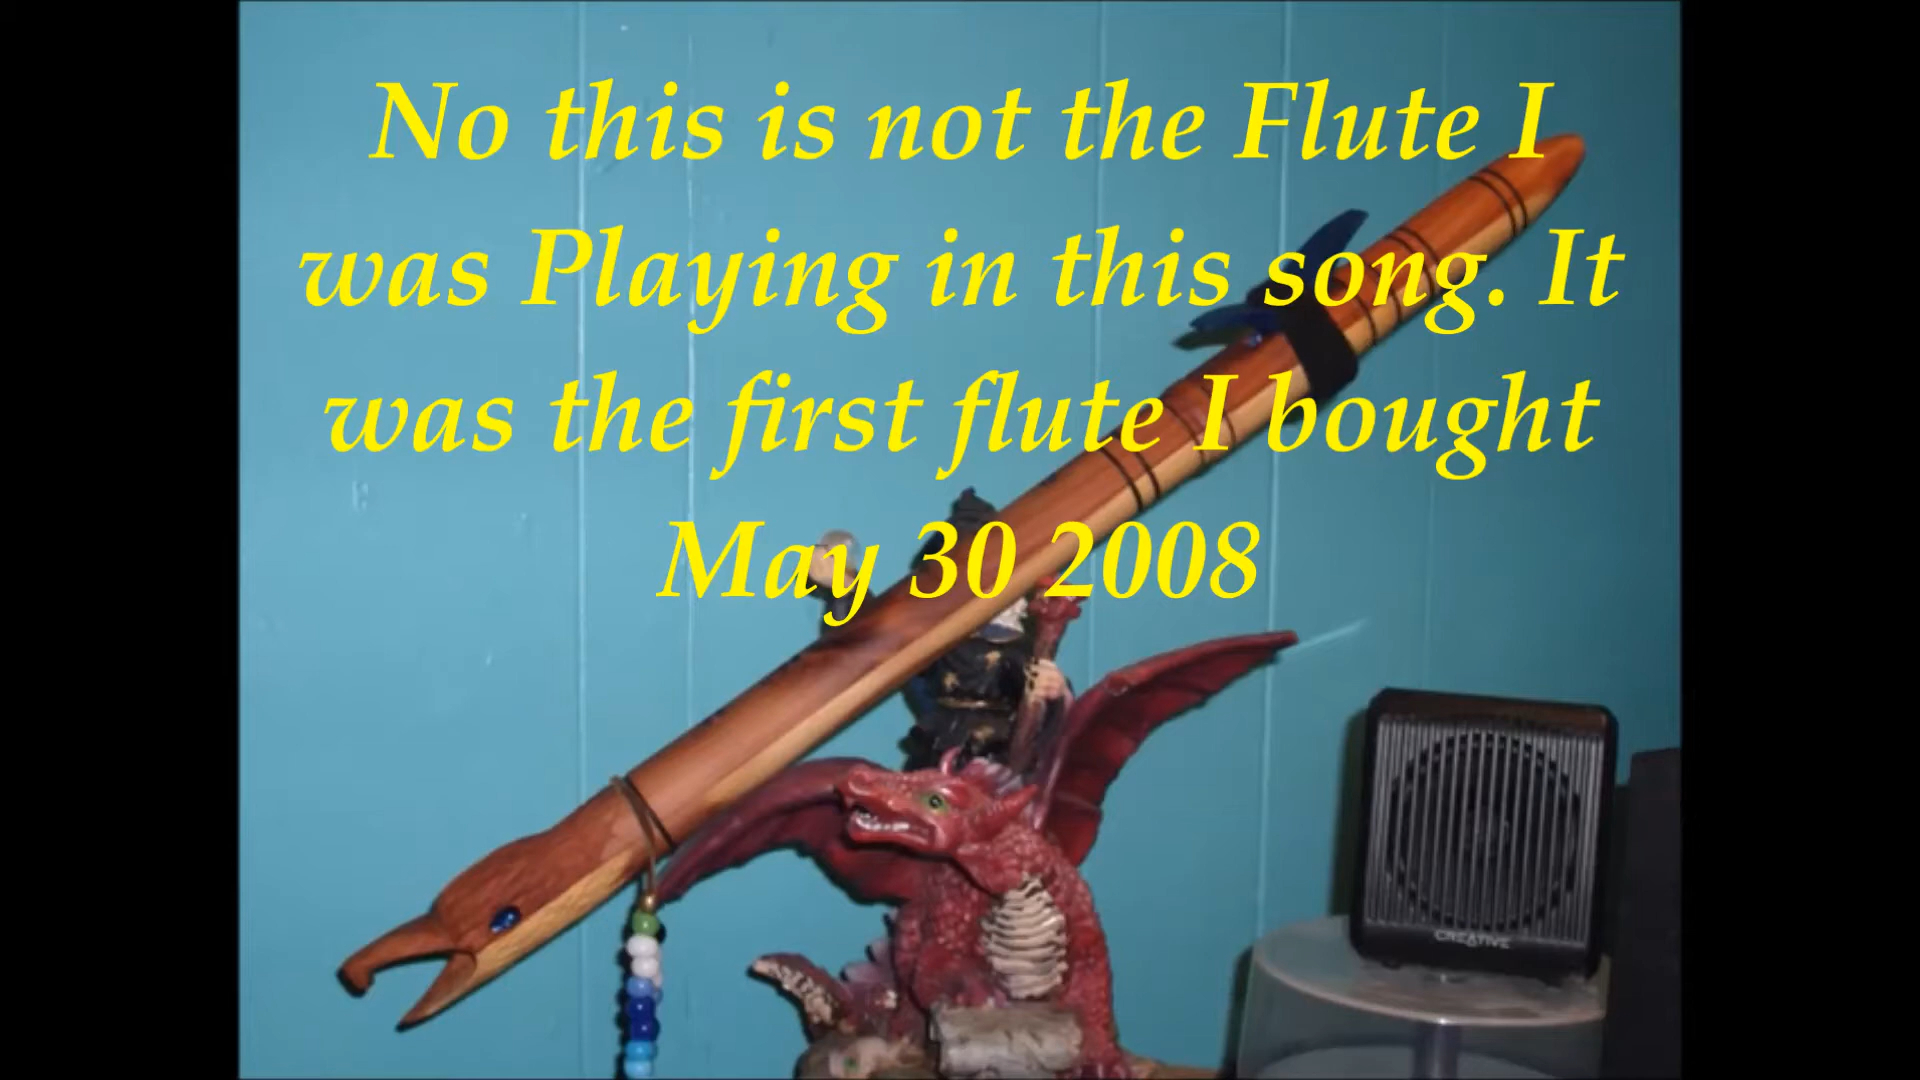 No this is not the Flute I
was Playing in this song. It
was the first flute I bought
May 30 2008
CREATIVE